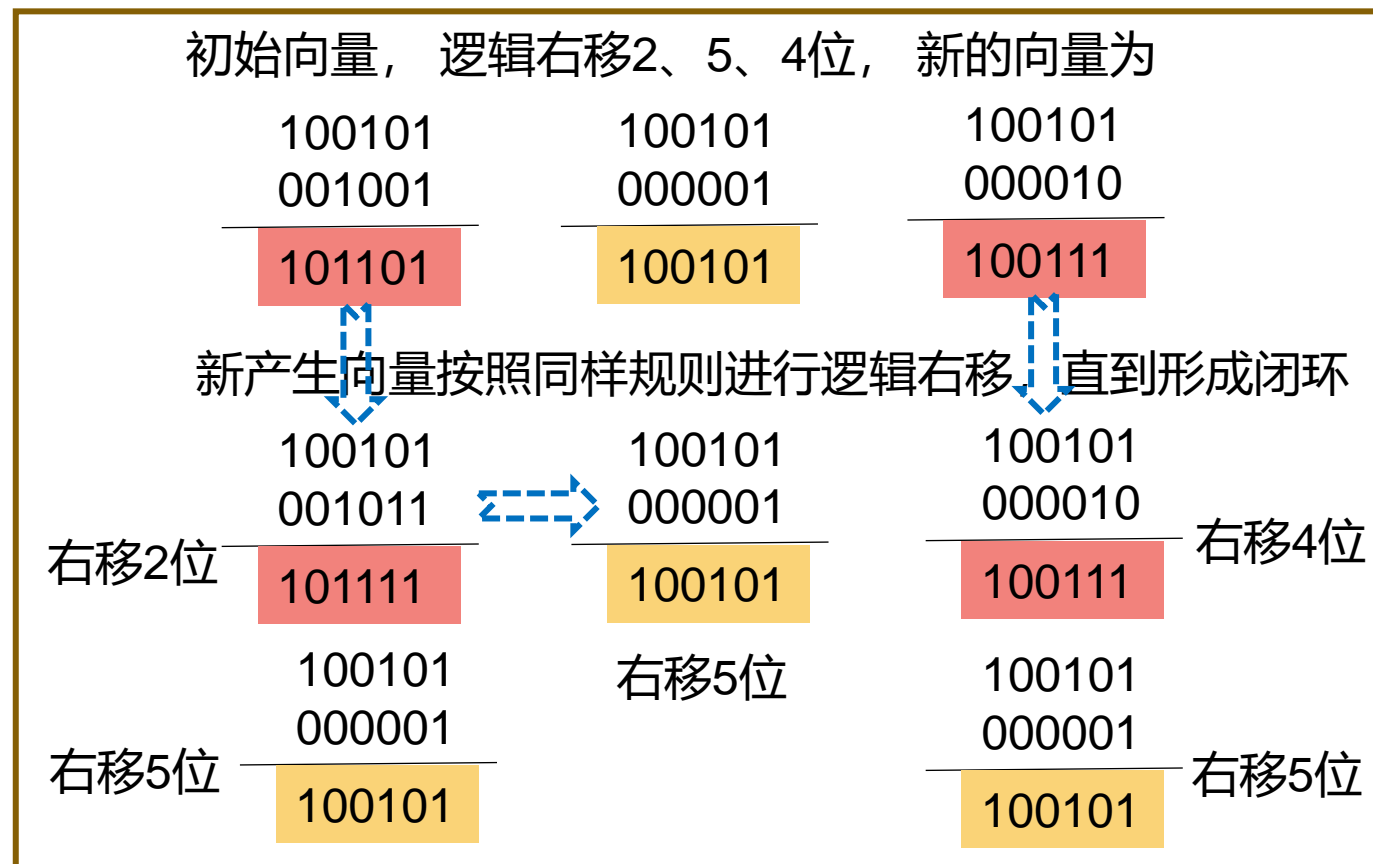 初始向量， 逻辑右移2、5、4位， 新的向量为
100101 100101 100101
001001 000001 000010
101101 100101 100111
新产生向量按照同样规则进行逻辑右移，直到形成闭环
100101 100101 100101
001011 000001 000010
右移2位 101111 100101 100111 右移4位
100101 右移5位 100101
000001 000001
右移5位 100101 100101 右移5位